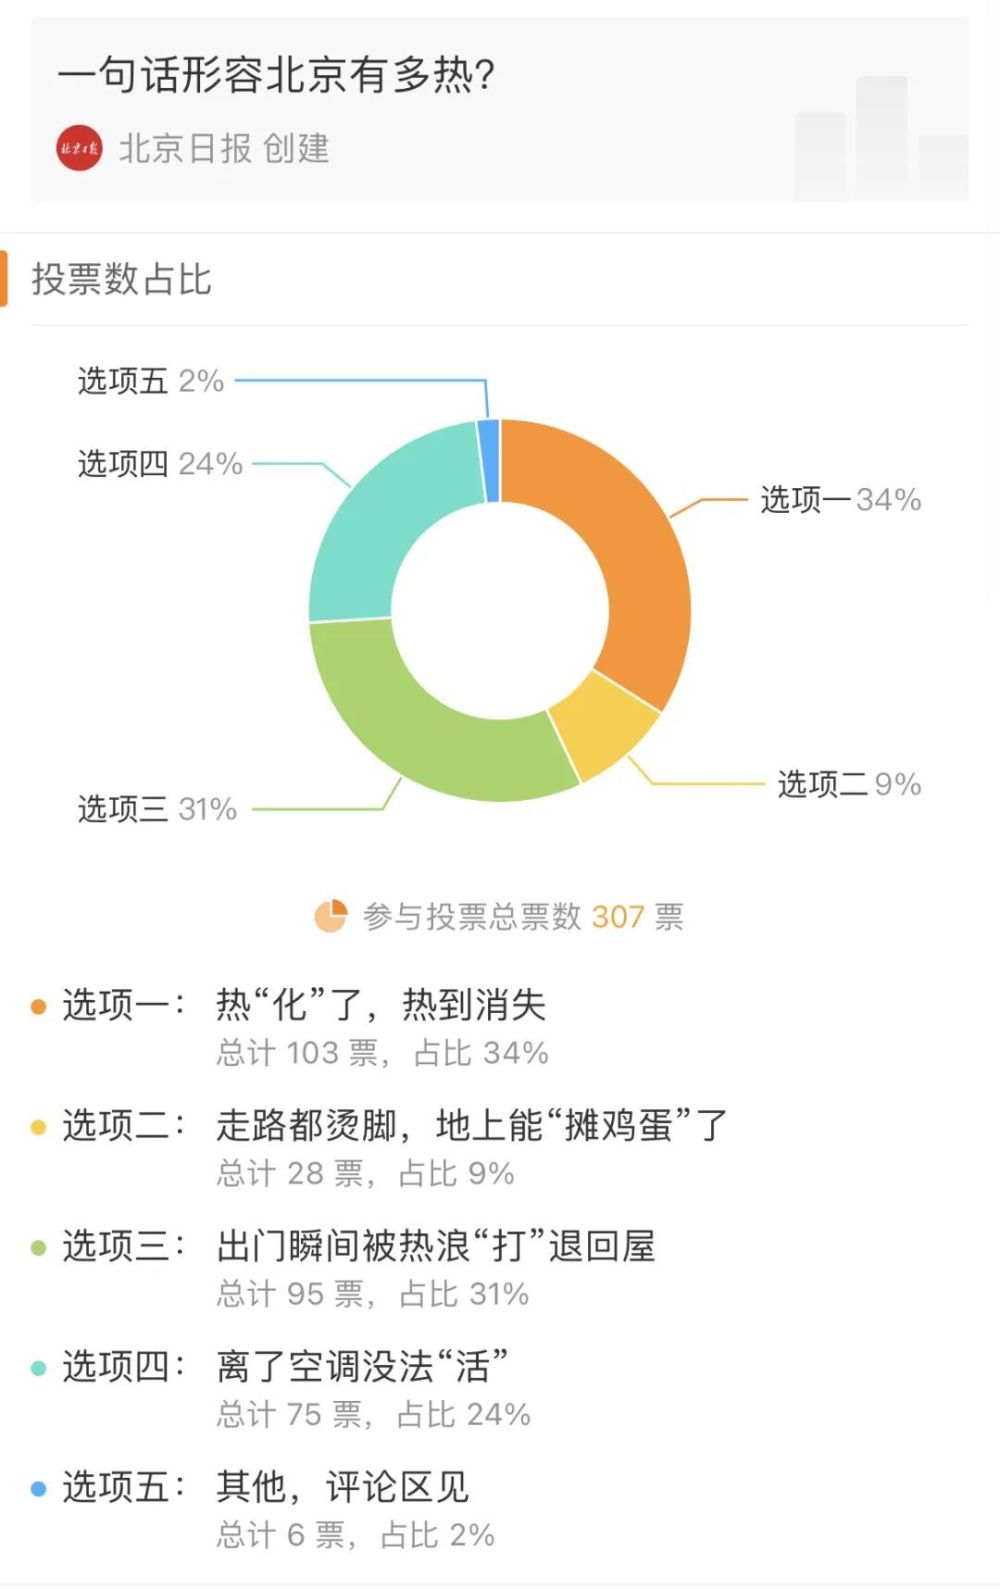 一句话形容北京有多热？
北京日报
北京日报 创建
投票数占比
选项五 2%
选项四 24%
选项一 34%
选项二 9%
选项三 31%
参与投票总票数 307 票
选项一： 热“化”了，热到消失
总计 103 票，占比 34%
选项二： 走路都烫脚，地上能“摊鸡蛋”了
总计 28 票，占比 9%
选项三： 出门瞬间被热浪“打”退回屋
总计 95 票，占比 31%
选项四： 离了空调没法“活”
总计 75 票，占比 24%
选项五： 其他，评论区见
总计 6 票，占比 2%